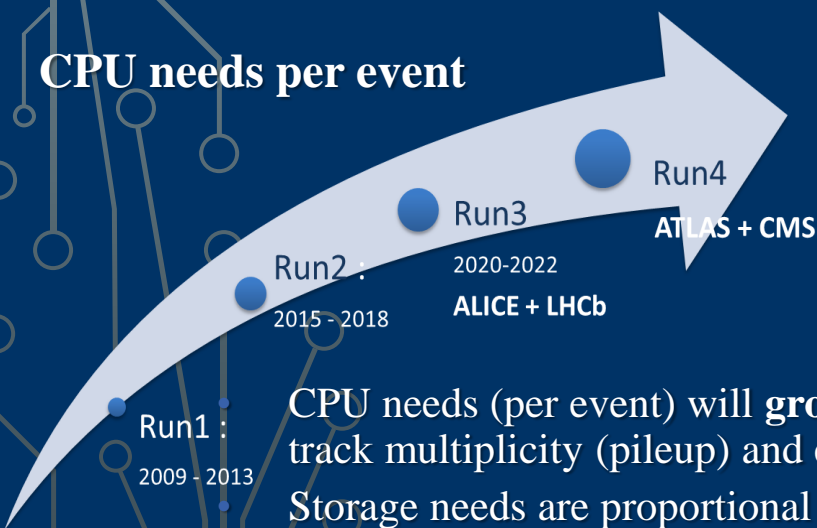 CPU needs per event
Run4
ATLAS + CMS
Run3
2020-2022
ALICE + LHCb
Run2 :
2015 - 2018
Run1 :
2009 - 2013
CPU needs (per event) will
track multiplicity (pileup) and
Storage needs are proportional